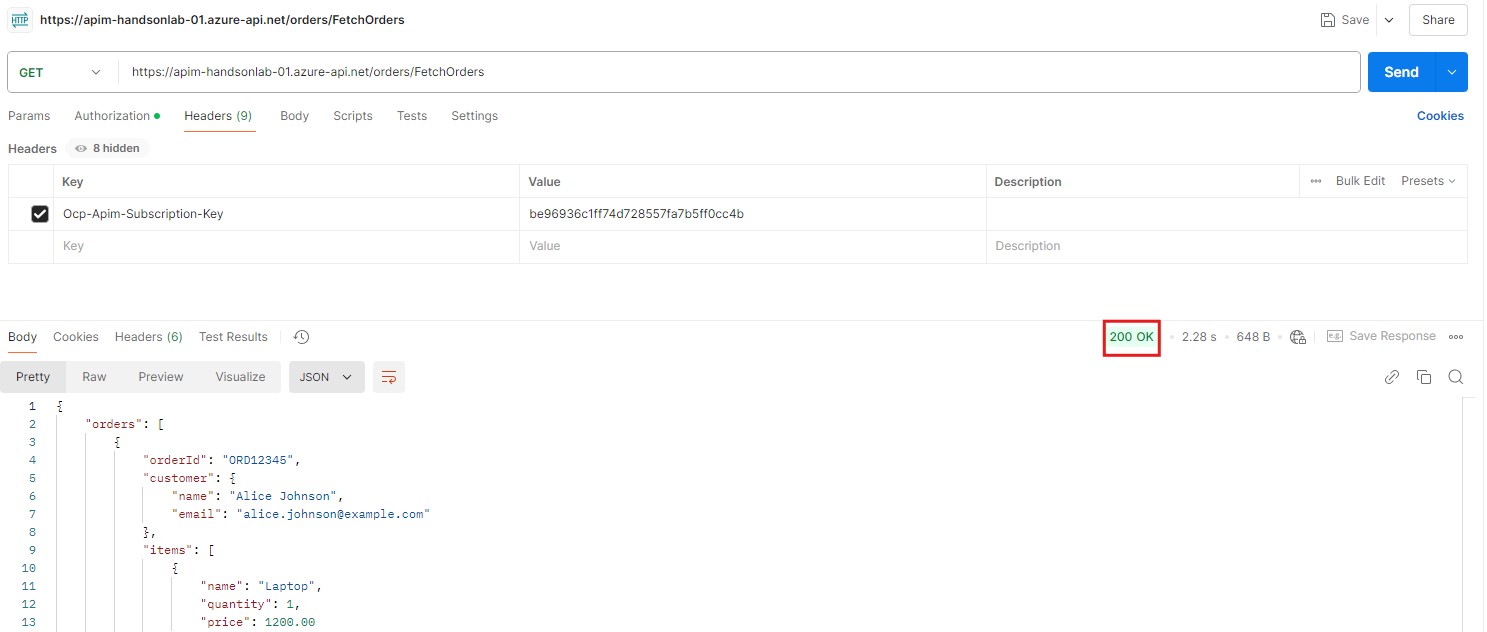 HTTP https://apim-handsonlab-01.azure-api.net/orders/FetchOrders Save Share
GET https://apim-handsonlab-01.azure-api.net/orders/FetchOrders Send
Params Authorization Headers (9) Body Scripts Tests Settings Cookies
Headers 8 hidden
Key Value Description Bulk Edit Presets
Ocp-Apim-Subscription-Key be96936c1ff74d728557fa7b5ff0cc4b
Key Value Description
Body Cookies Headers (6) Test Results 200 OK 2.28 s 648 B e.g. Save Response
Pretty Raw Preview Visualize JSON
1 {
2 "orders": [
3 {
4 "orderId": "ORD12345",
5 "customer": {
6 "name": "Alice Johnson",
7 "email": "alice.johnson@example.com"
8 },
9 "items": [
10 {
11 "name": "Laptop",
12 "quantity": 1,
13 "price": 1200.00